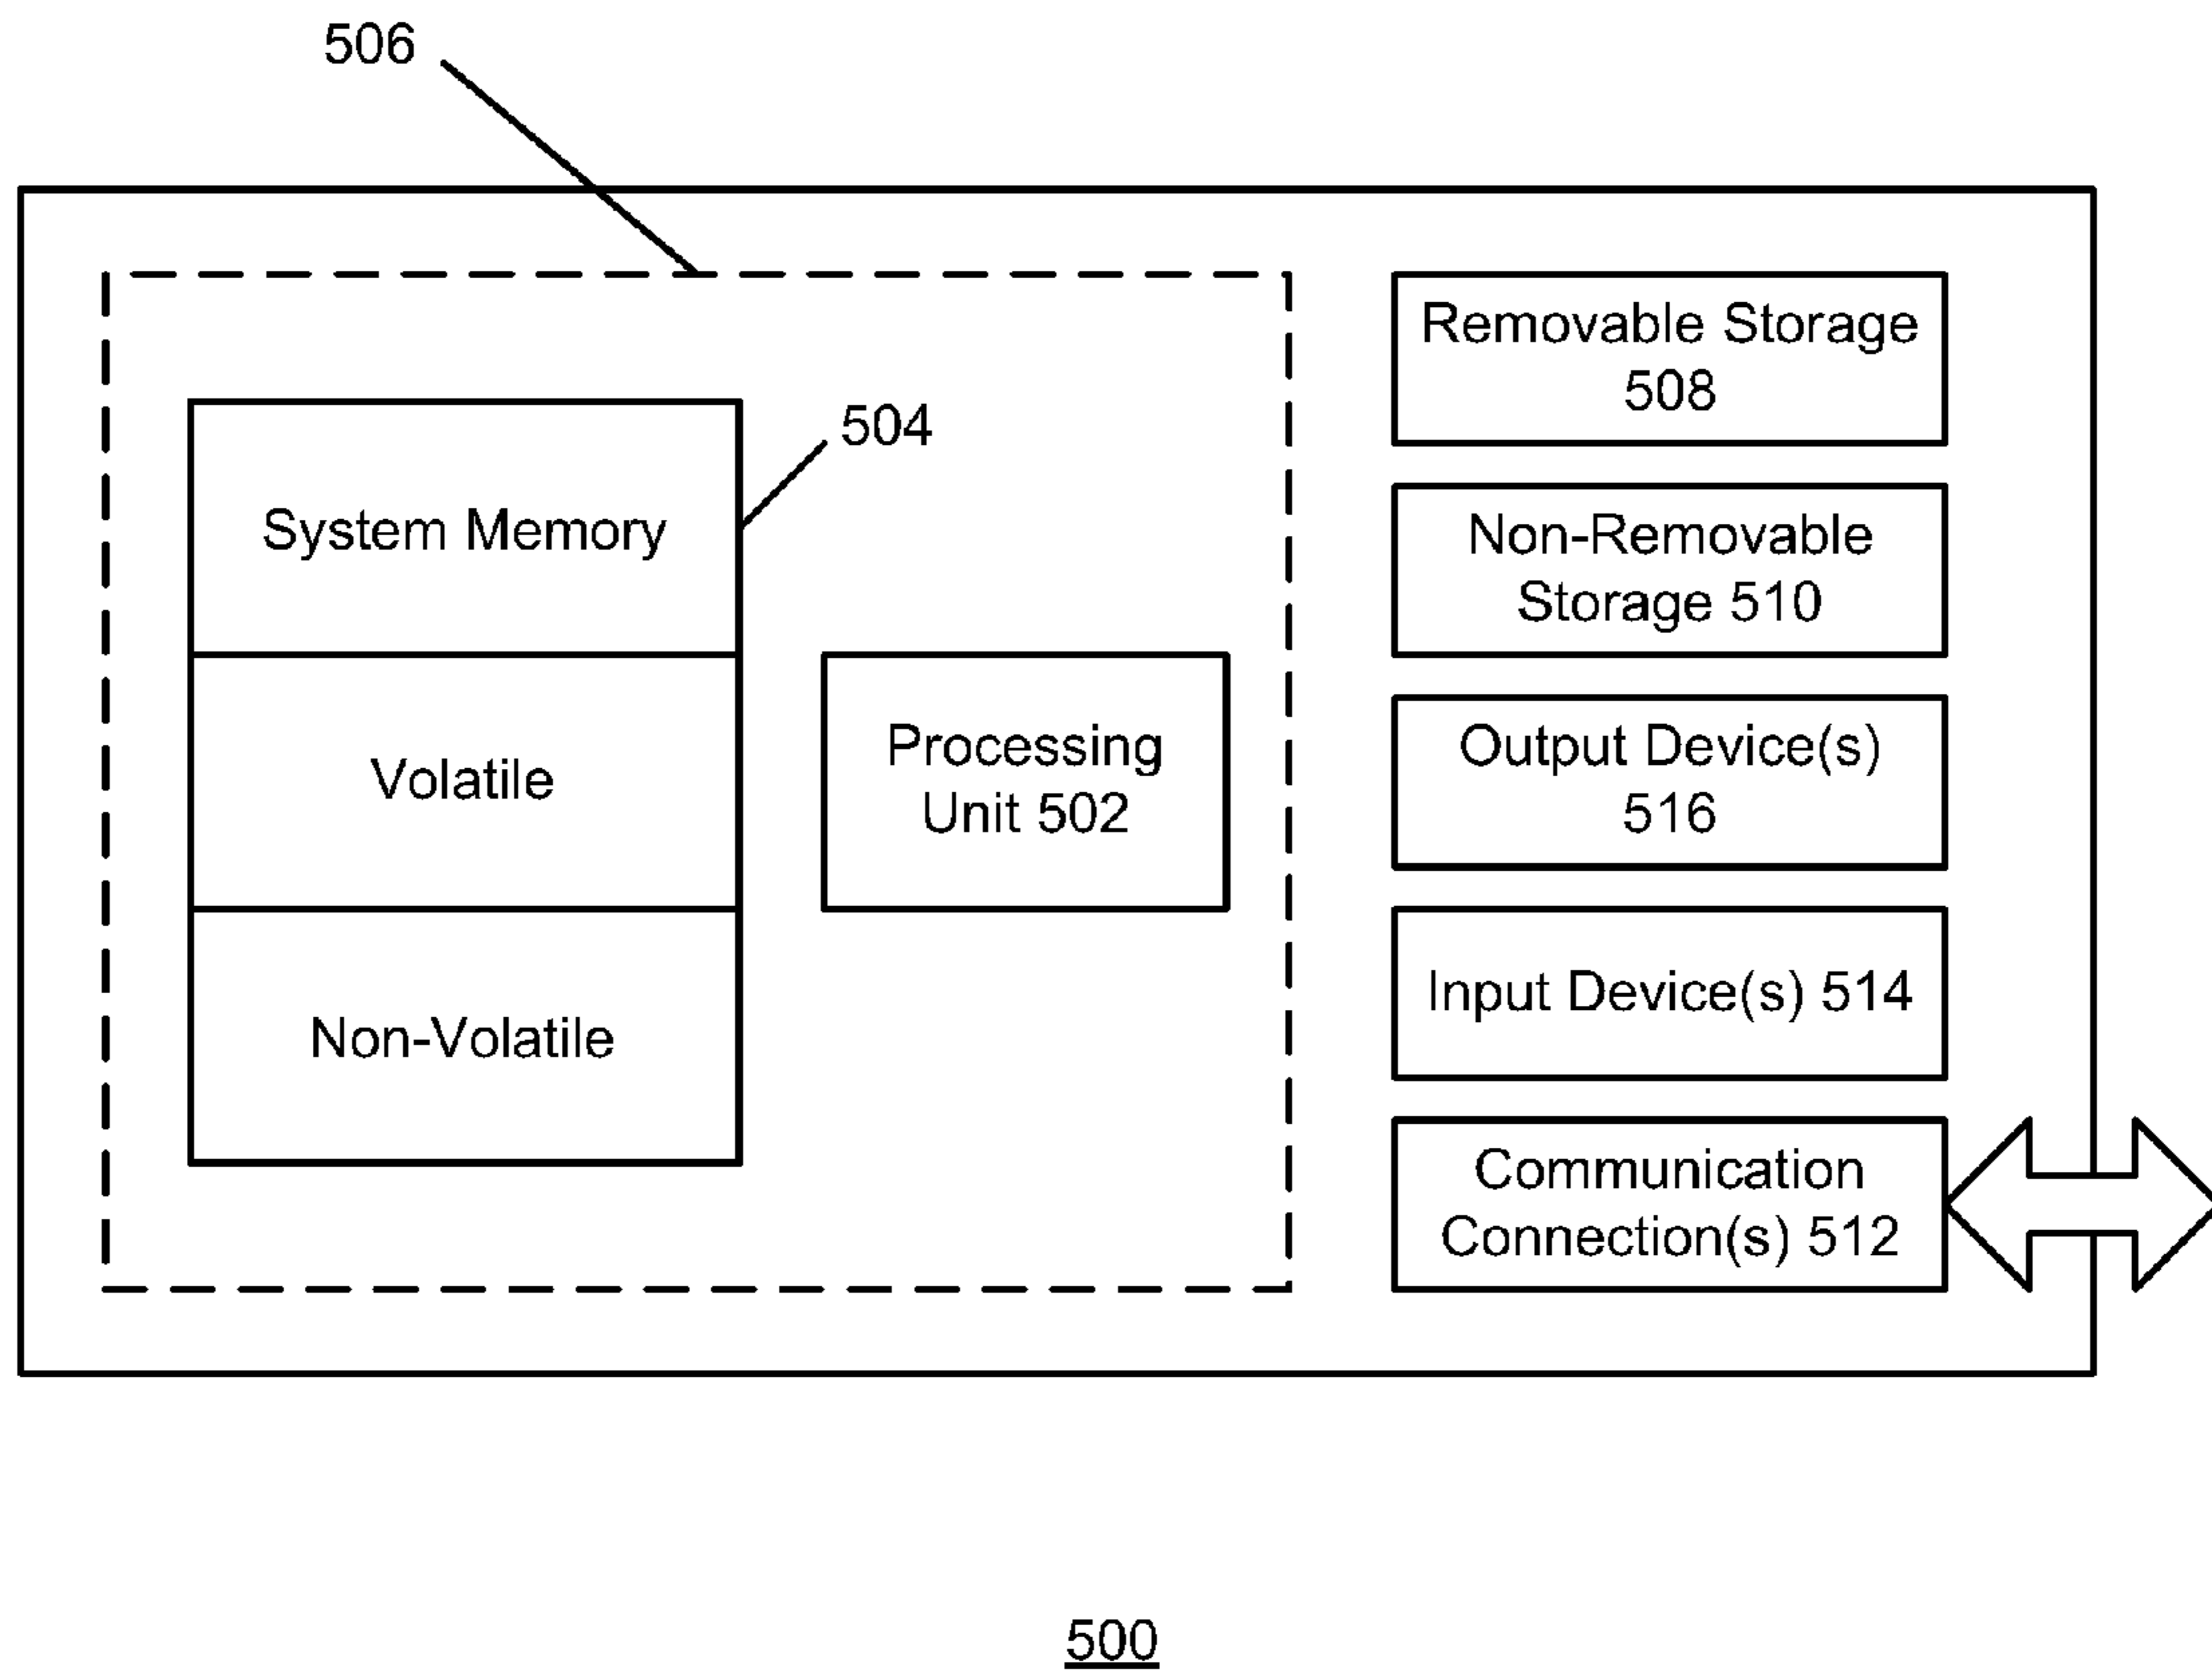 506
504
System Memory
Volatile
Non-Volatile
Processing
Unit 502
Removable Storage
508
Non-Removable
Storage 510
Output Device(s)
516
Input Device(s) 514
Communication
Connection(s) 512
500